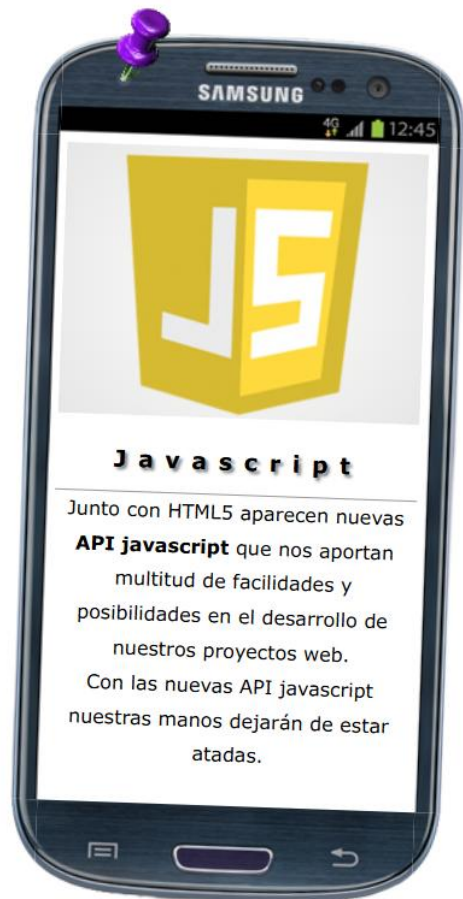 SAMSUNG
4G 12:45
JS
Javascript
Junto con HTML5 aparecen nuevas
API javascript que nos aportan
multitud de facilidades y
posibilidades en el desarrollo de
nuestros proyectos web.
Con las nuevas API javascript
nuestras manos dejarán de estar
atadas.